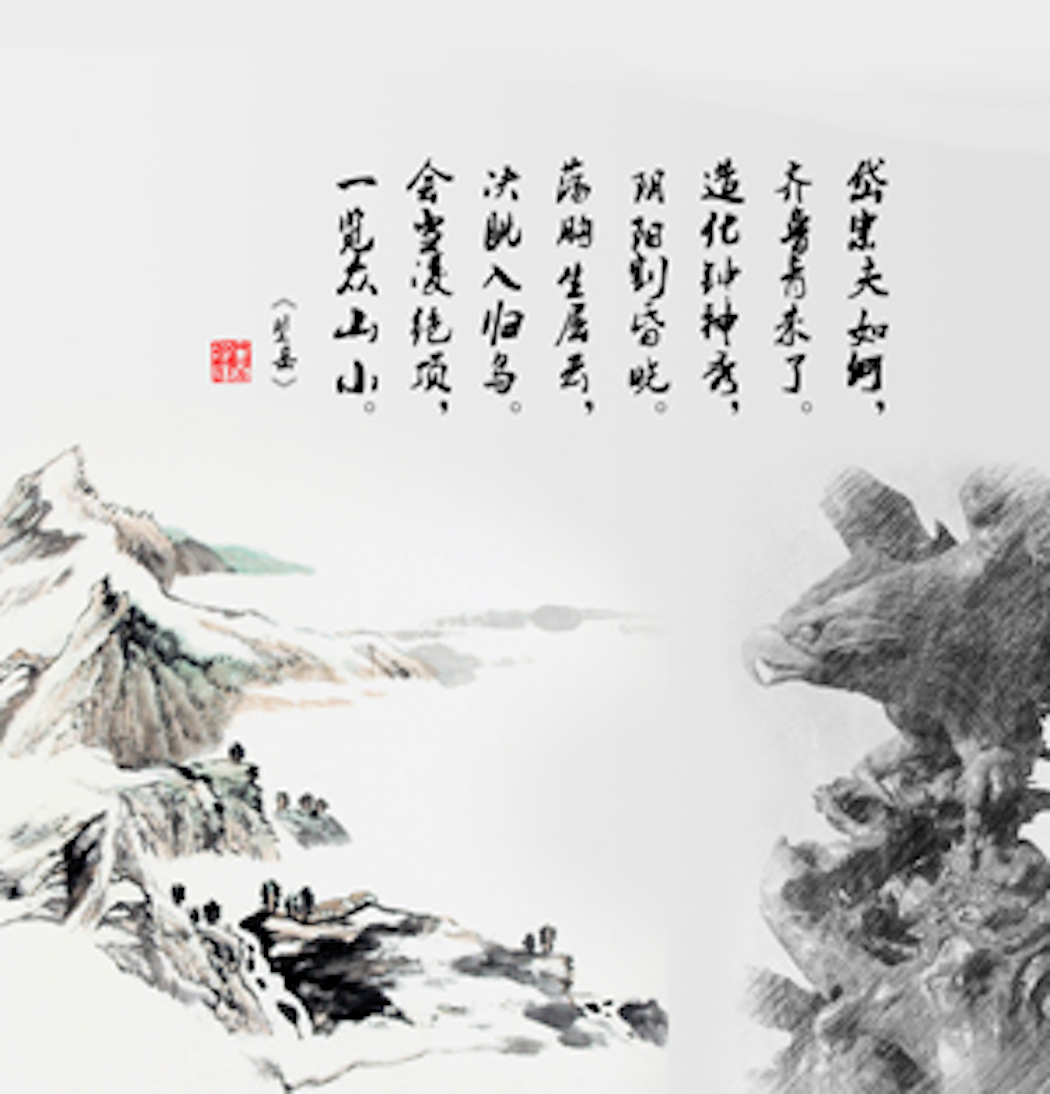 岱宗夫如何，
齐鲁青未了。
造化钟神秀，
阴阳割昏晓。
荡胸生层云，
决眦入归鸟。
会当凌绝顶，
一览众山小。
《望岳》